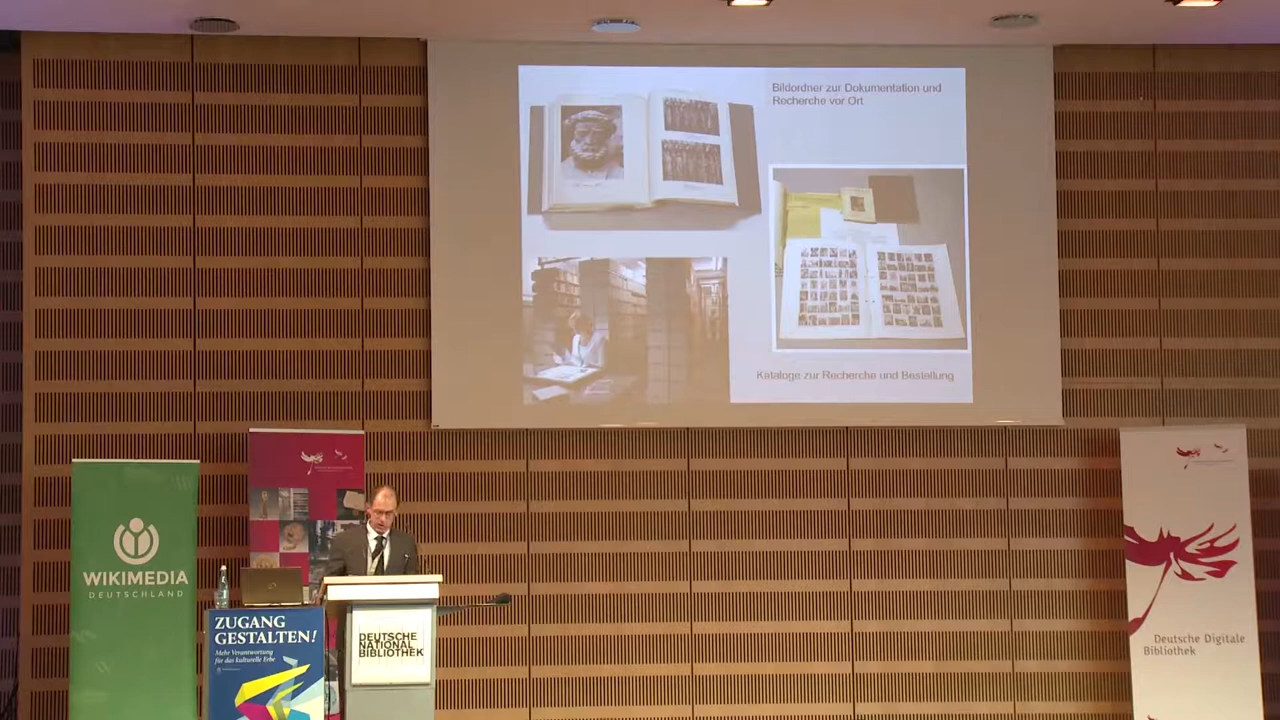 Bildordner zur Dokumentation und
Recherche vor Ort
Kataloge zur Recherche und Bestellung
WIKIMEDIA
DEUTSCHLAND
ZUGANG
GESTALTEN!
Mehr Verantwortung
für das kulturelle Erbe
DEUTSCHE
NATIONAL
BIBLIOTHEK
Deutsche Digitale
Bibliothek